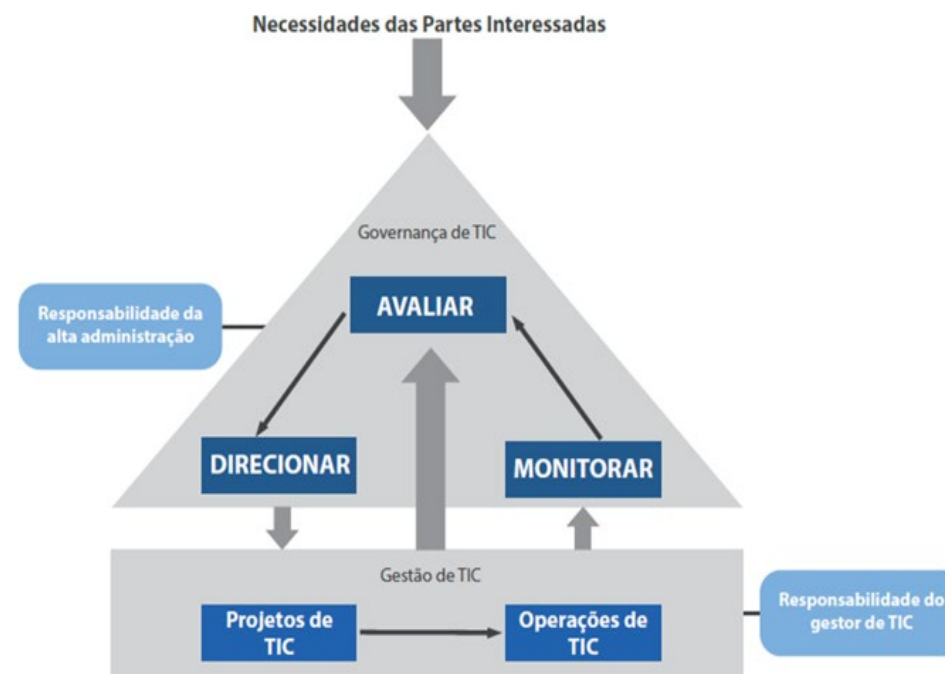 Necessidades das Partes Interessadas
Governança de TIC
AVALIAR
Responsabilidade da
alta administração
DIRECIONAR
MONITORAR
Gestão de TIC
Projetos de
TIC
Operações de
TIC
Responsabilidade do
gestor de TIC